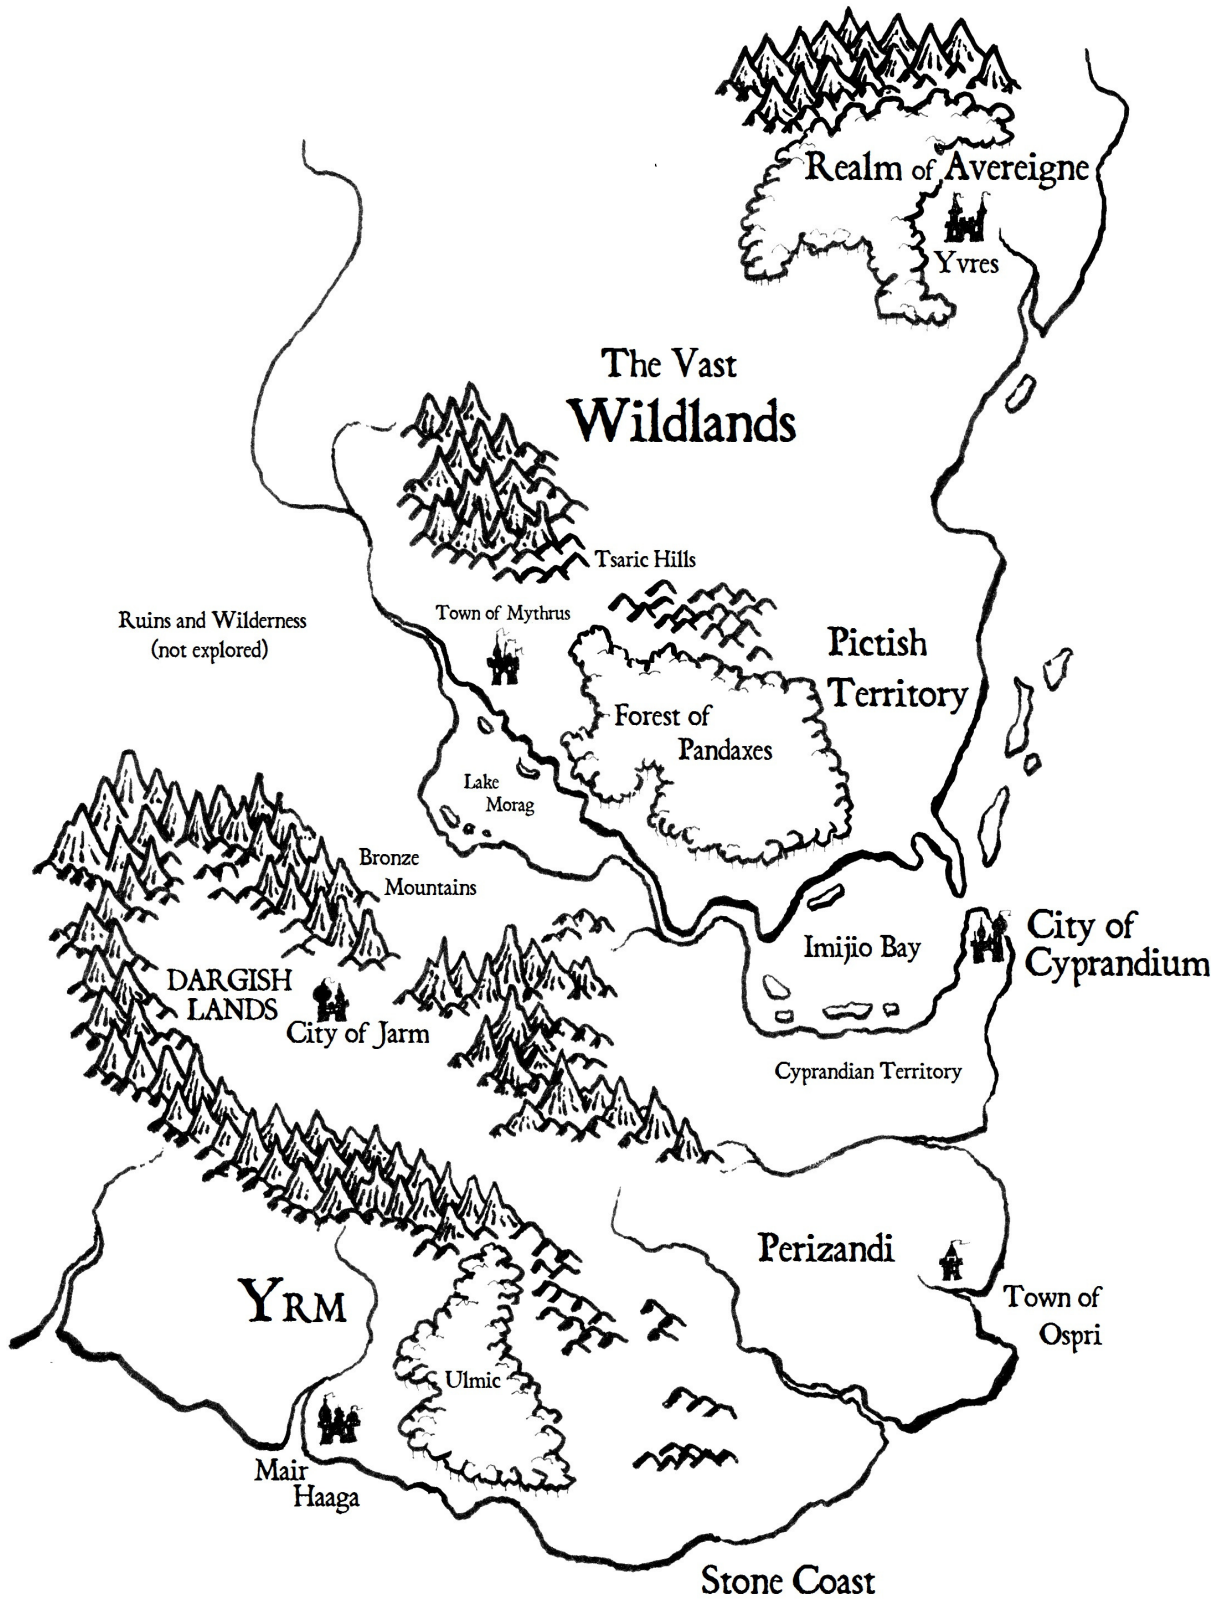 Realm of Avereigne
Yvres
The Vast
Wildlands
Tsaric Hills
Ruins and Wilderness
(not explored)
Town of Mythrus
Pictish
Territory
Forest of
Pandaxes
Lake
Morag
Bronze
Mountains
Imijio Bay
City of
Cyprandium
DARGISH
LANDS
City of Jarm
Cyprandian Territory
Perizandi
Town of
Ospri
YRM
Ulmic
Mair
Haaga
Stone Coast